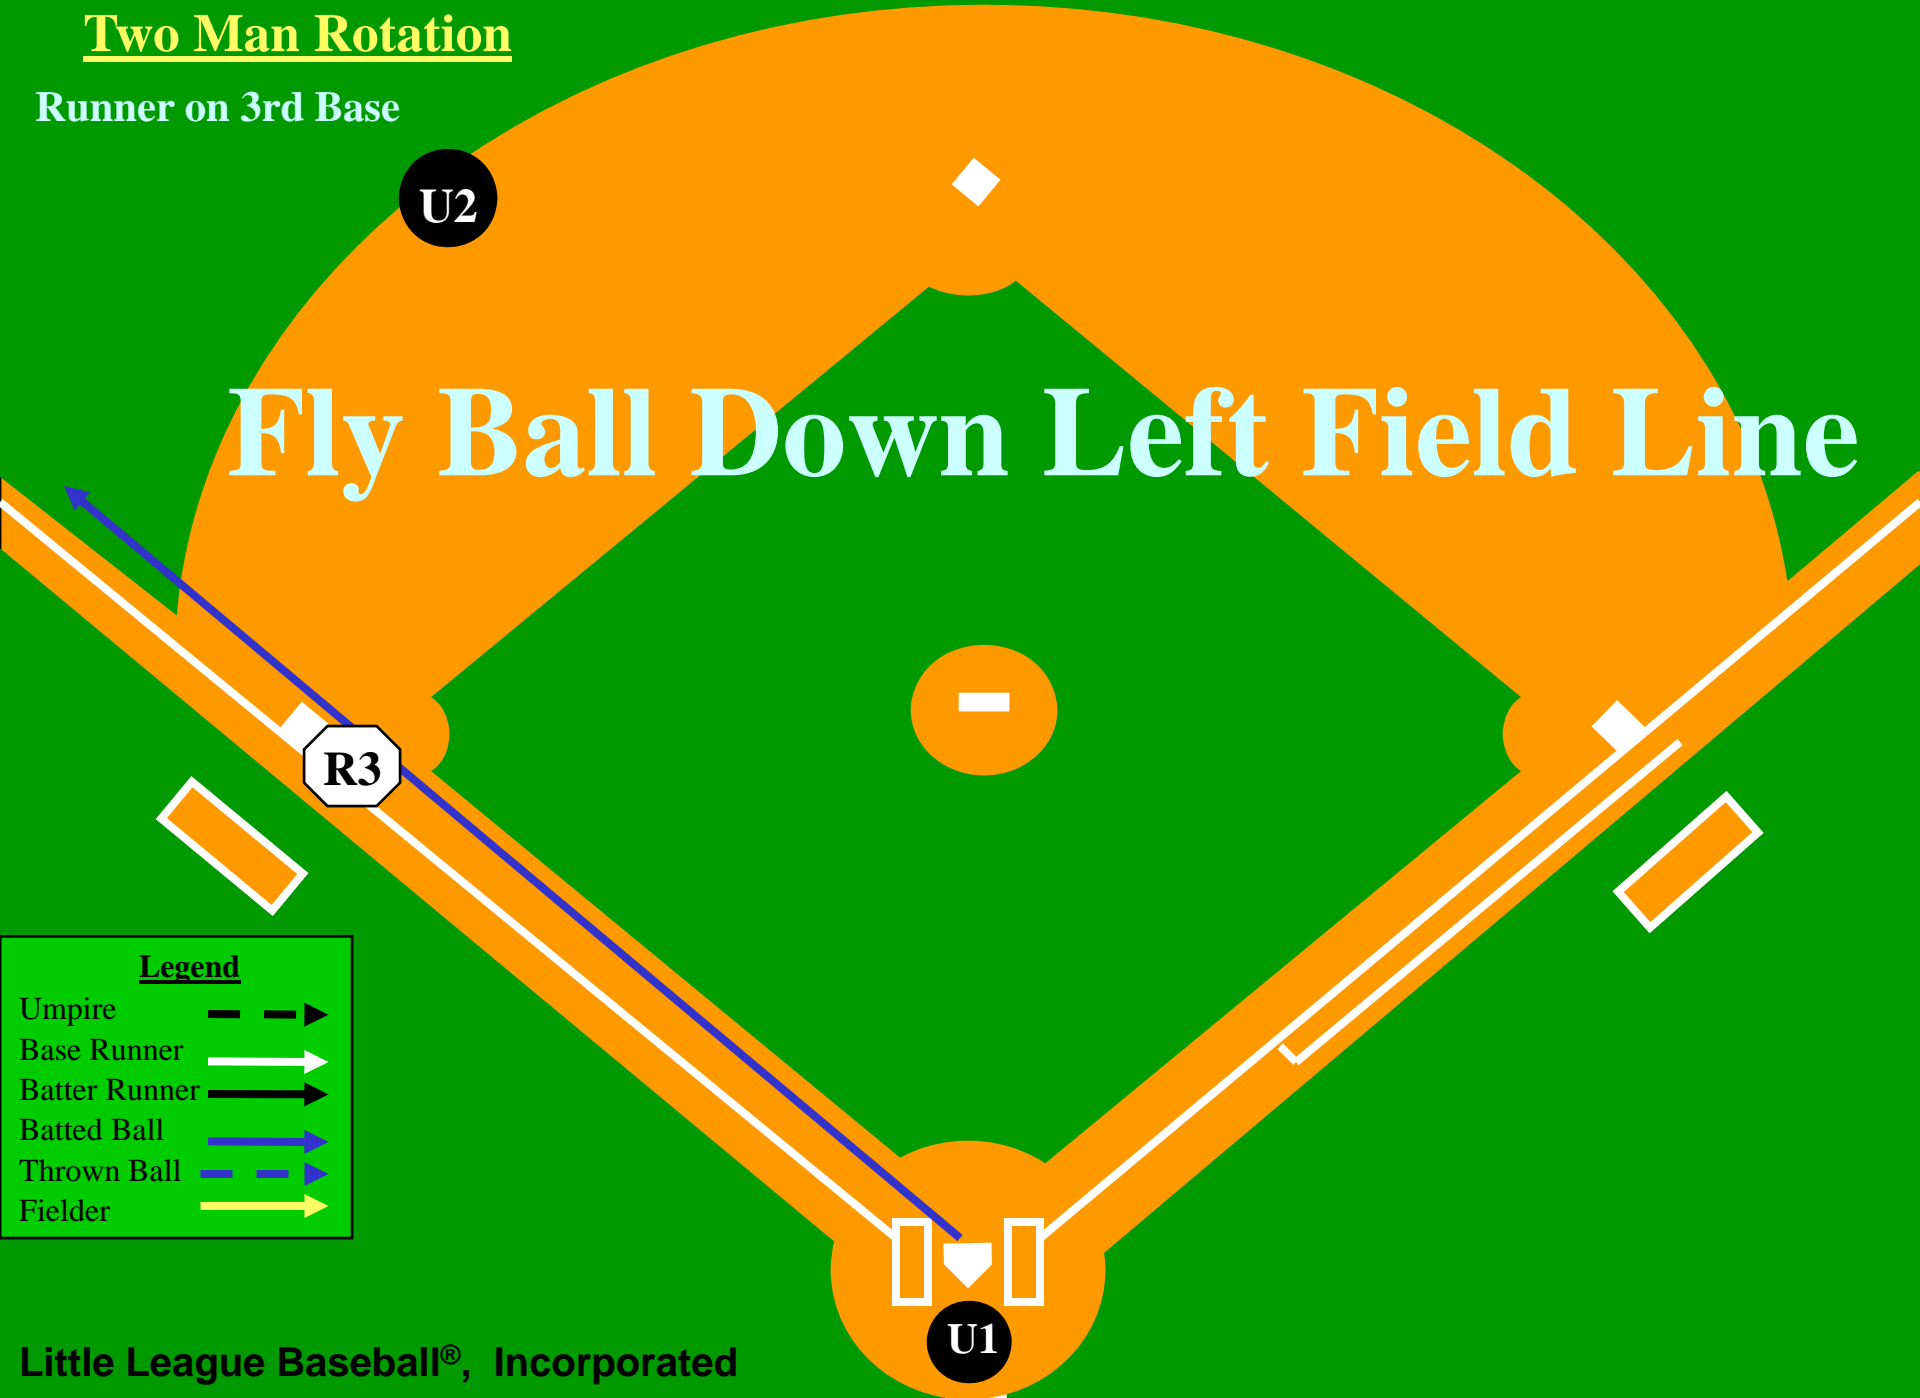 Two Man Rotation
Runner on 3rd Base
U2
Fly Ball Down Left Field Line
R3
Legend
Umpire
Base Runner
Batter Runner
Batted Ball
Thrown Ball
Fielder
U1
Little League Baseball®, Incorporated